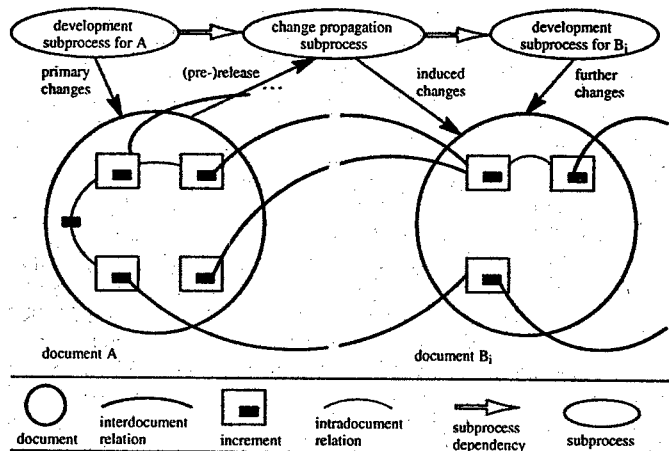 development
subprocess for A
change propagation
subprocess
development
subprocess for Bi
primary
changes
(pre-)release
...
induced
changes
further
changes
document A
document Bi
document
interdocument
relation
increment
intradocument
relation
subprocess
dependency
subprocess